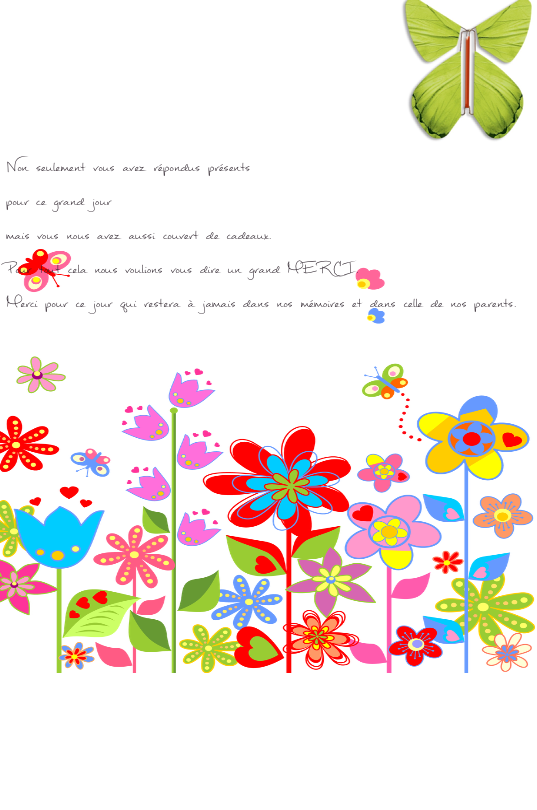 Non seulement vous avez répondus présents
pour ce grand jour
mais vous nous avez aussi couvert de cadeaux.
Pour tout cela nous voulions vous dire un grand MERCI
Merci pour ce jour qui restera à jamais dans nos mémoires et dans celle de nos parents.